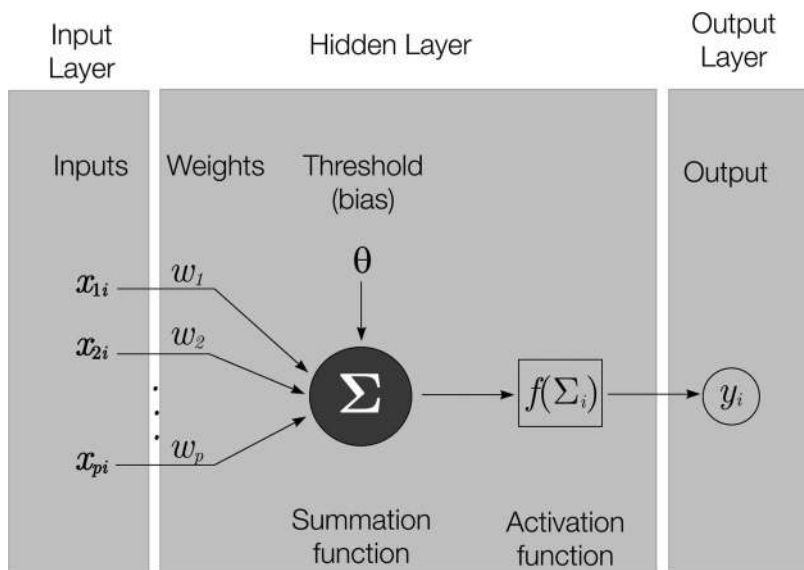 Input
Layer
Hidden Layer
Output
Layer
Inputs
Weights
Threshold
(bias)
Output
θ
x1i
w1
x2i
w2
Σ
f(Σi)
yi
xpi
wp
Summation
function
Activation
function